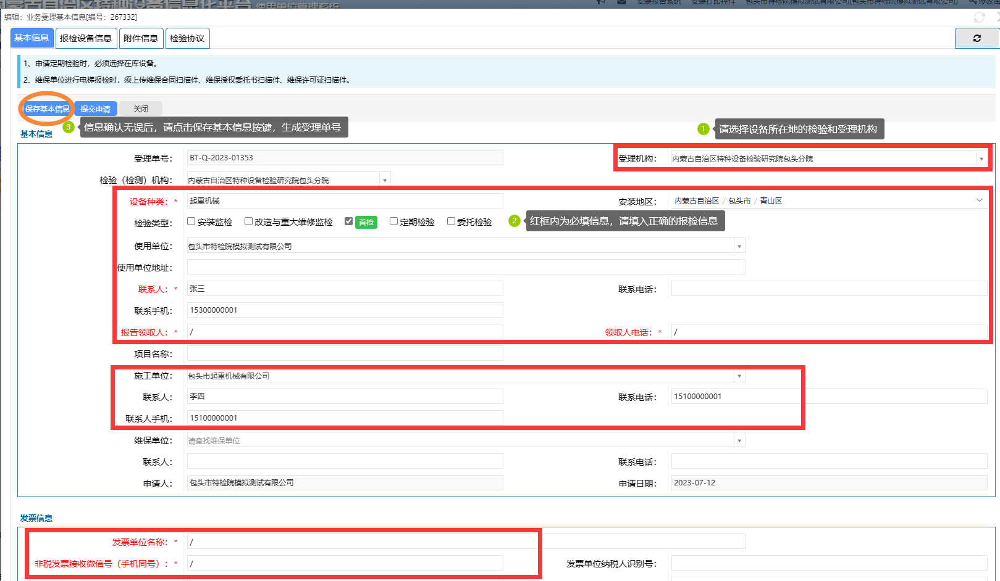 内蒙古自治区特种设备信息化平台 使用单位管理系统
安装报告系统 安装打印控件 包头市特检院模拟测试有限公司(包头市特检院模拟测试有限公司)
编辑：业务受理基本信息[编号：267332]
基本信息 报检设备信息 附件信息 检验协议
1、申请定期检验时，必须选择在库设备。
2、维保单位进行电梯报检时，须上传维保合同扫描件、维保授权委托书扫描件、维保许可证扫描件。
保存基本信息 提交申请 关闭
3 信息确认无误后，请点击保存基本信息按键，生成受理单号
1 请选择设备所在地的检验和受理机构
基本信息
受理单号： BT-Q-2023-01353 受理机构： 内蒙古自治区特种设备检验研究院包头分院
检验（检测）机构： 内蒙古自治区特种设备检验研究院包头分院
设备种类：* 起重机械 安装地区： 内蒙古自治区 / 包头市 / 青山区
检验类型： 安装监检 改造与重大维修监检 首检 定期检验 委托检验
2 红框内为必填信息，请填入正确的报检信息
使用单位： 包头市特检院模拟测试有限公司
使用单位地址：
联系人：* 张三 联系电话：
联系手机： 15300000001
报告领取人：* / 领取人电话：* /
项目名称：
施工单位： 包头市起重机械有限公司
联系人： 李四 联系电话： 15100000001
联系人手机： 15100000001
维保单位： 请查找维保单位
联系人： 联系电话：
申请人： 包头市特检院模拟测试有限公司 申请日期： 2023-07-12
发票信息
发票单位名称：* /
非税发票接收微信号（手机同号）：* / 发票单位纳税人识别号：